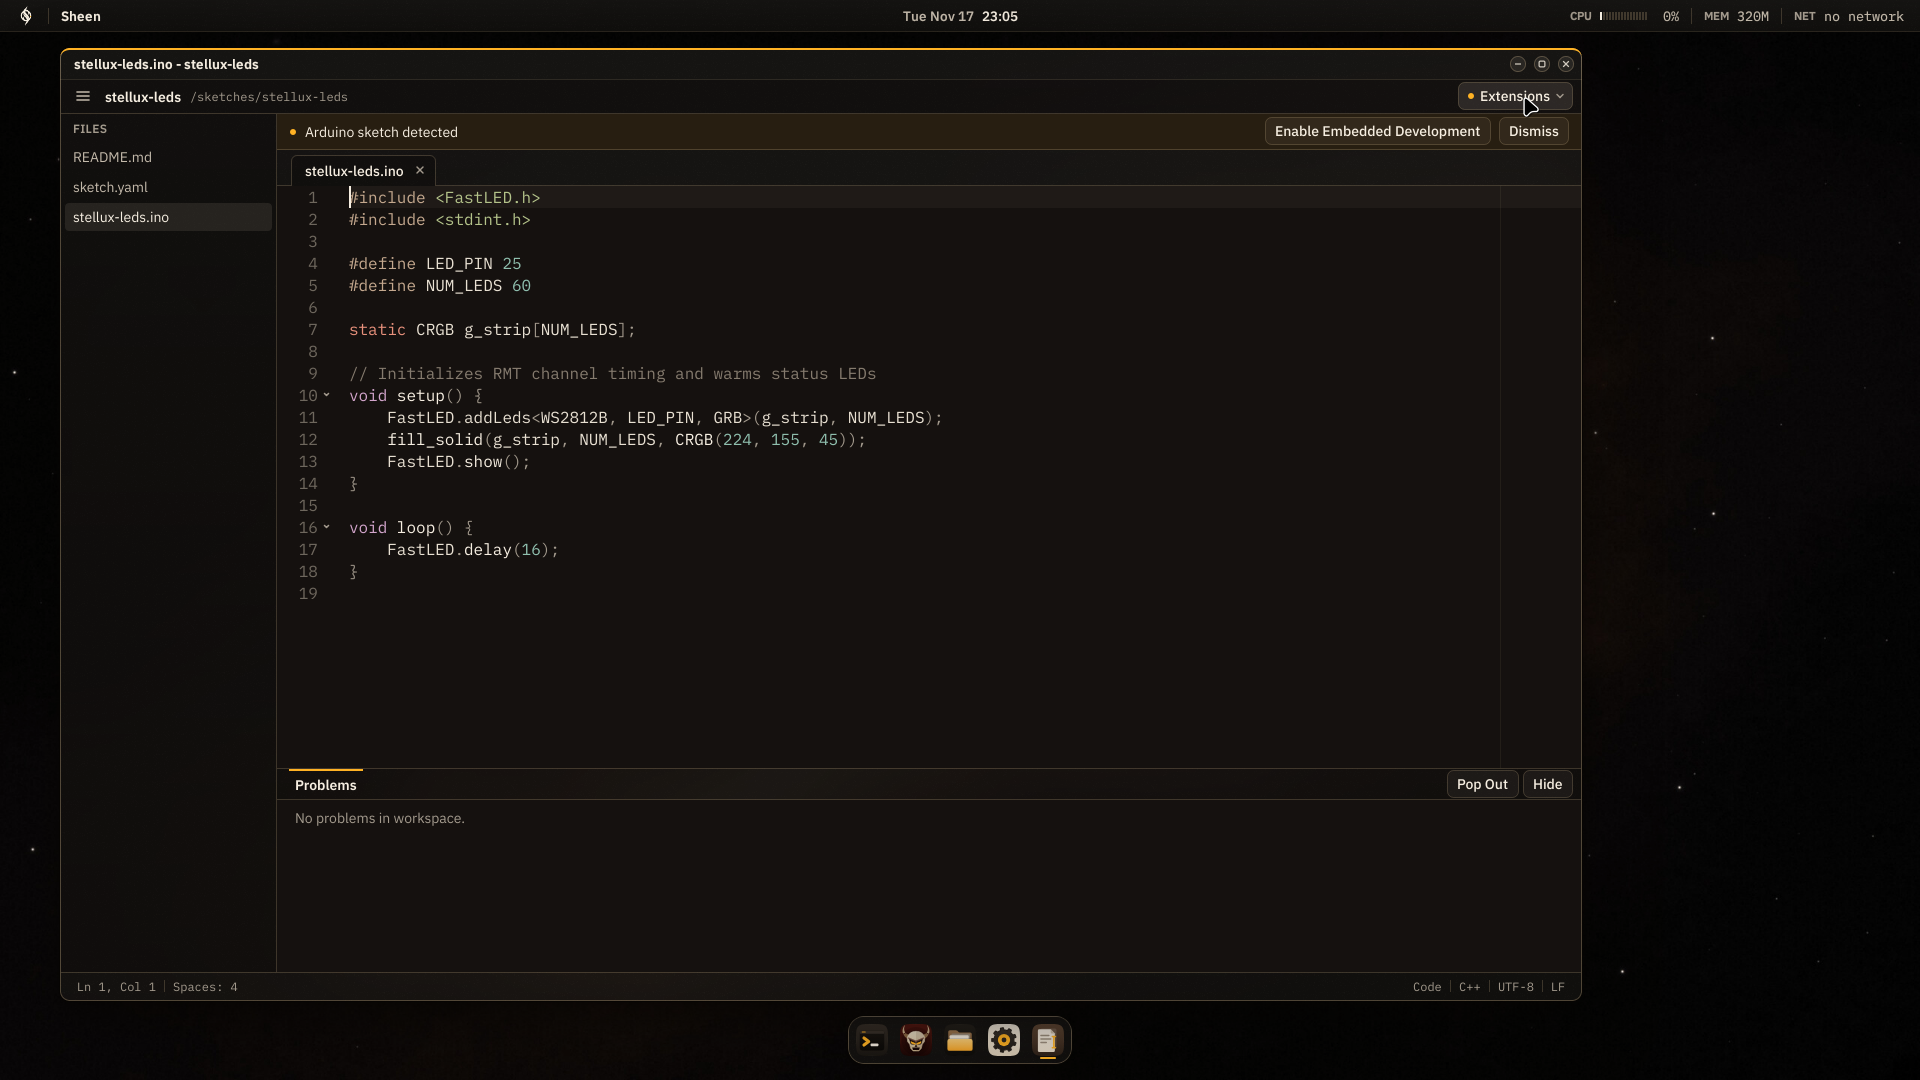 Sheen
Tue Nov 17 23:05
CPU 0% MEM 320M NET no network
stellux-leds.ino - stellux-leds
stellux-leds /sketches/stellux-leds
Extensions
FILES
README.md
sketch.yaml
stellux-leds.ino
Arduino sketch detected
Enable Embedded Development
Dismiss
stellux-leds.ino ×
1 #include <FastLED.h>
2 #include <stdint.h>
3
4 #define LED_PIN 25
5 #define NUM_LEDS 60
6
7 static CRGB g_strip[NUM_LEDS];
8
9 // Initializes RMT channel timing and warms status LEDs
10 void setup() {
11     FastLED.addLeds<WS2812B, LED_PIN, GRB>(g_strip, NUM_LEDS);
12     fill_solid(g_strip, NUM_LEDS, CRGB(224, 155, 45));
13     FastLED.show();
14 }
15
16 void loop() {
17     FastLED.delay(16);
18 }
19
Problems
Pop Out
Hide
No problems in workspace.
Ln 1, Col 1 Spaces: 4
Code C++ UTF-8 LF